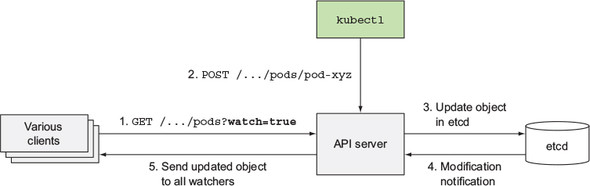 kubectl
2. POST /.../pods/pod-xyz
Various
clients
1. GET /.../pods?watch=true
API server
3. Update object
in etcd
etcd
5. Send updated object
to all watchers
4. Modification
notification